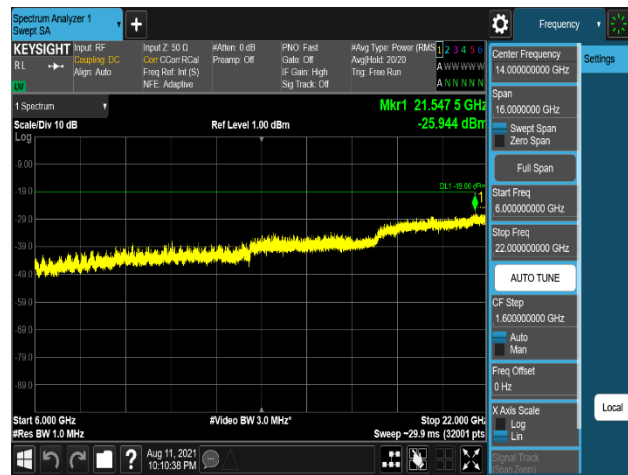 Spectrum Analyzer 1
Swept SA
Frequency
KEYSIGHT
RL
LXI
Input: RF
Coupling: DC
Align: Auto
Input Z: 50 Ω
Corr CCorr RCal
Freq Ref: Int (S)
NFE: Adaptive
#Atten: 0 dB
Preamp: Off
PNO: Fast
Gate: Off
IF Gain: High
Sig Track: Off
#Avg Type: Power (RMS
Avg|Hold: 20/20
Trig: Free Run
1 2 3 4 5 6
A W W W W W
A N N N N N
1 Spectrum
Scale/Div 10 dB
Log
Ref Level 1.00 dBm
Mkr1 21.547 5 GHz
-25.944 dBm
-9.00
-19.0
-29.0
-39.0
-49.0
-59.0
-69.0
-79.0
-89.0
DL1 -19.00 dBm
1
Start 6.000 GHz
#Res BW 1.0 MHz
#Video BW 3.0 MHz*
Stop 22.000 GHz
Sweep ~29.9 ms (32001 pts
Aug 11, 2021
10:10:38 PM
Center Frequency
14.000000000 GHz
Span
16.0000000 GHz
Swept Span
Zero Span
Full Span
Start Freq
6.000000000 GHz
Stop Freq
22.000000000 GHz
AUTO TUNE
CF Step
1.600000000 GHz
Auto
Man
Freq Offset
0 Hz
X Axis Scale
Log
Lin
Signal Track
(Span Zoom)
Settings
Local